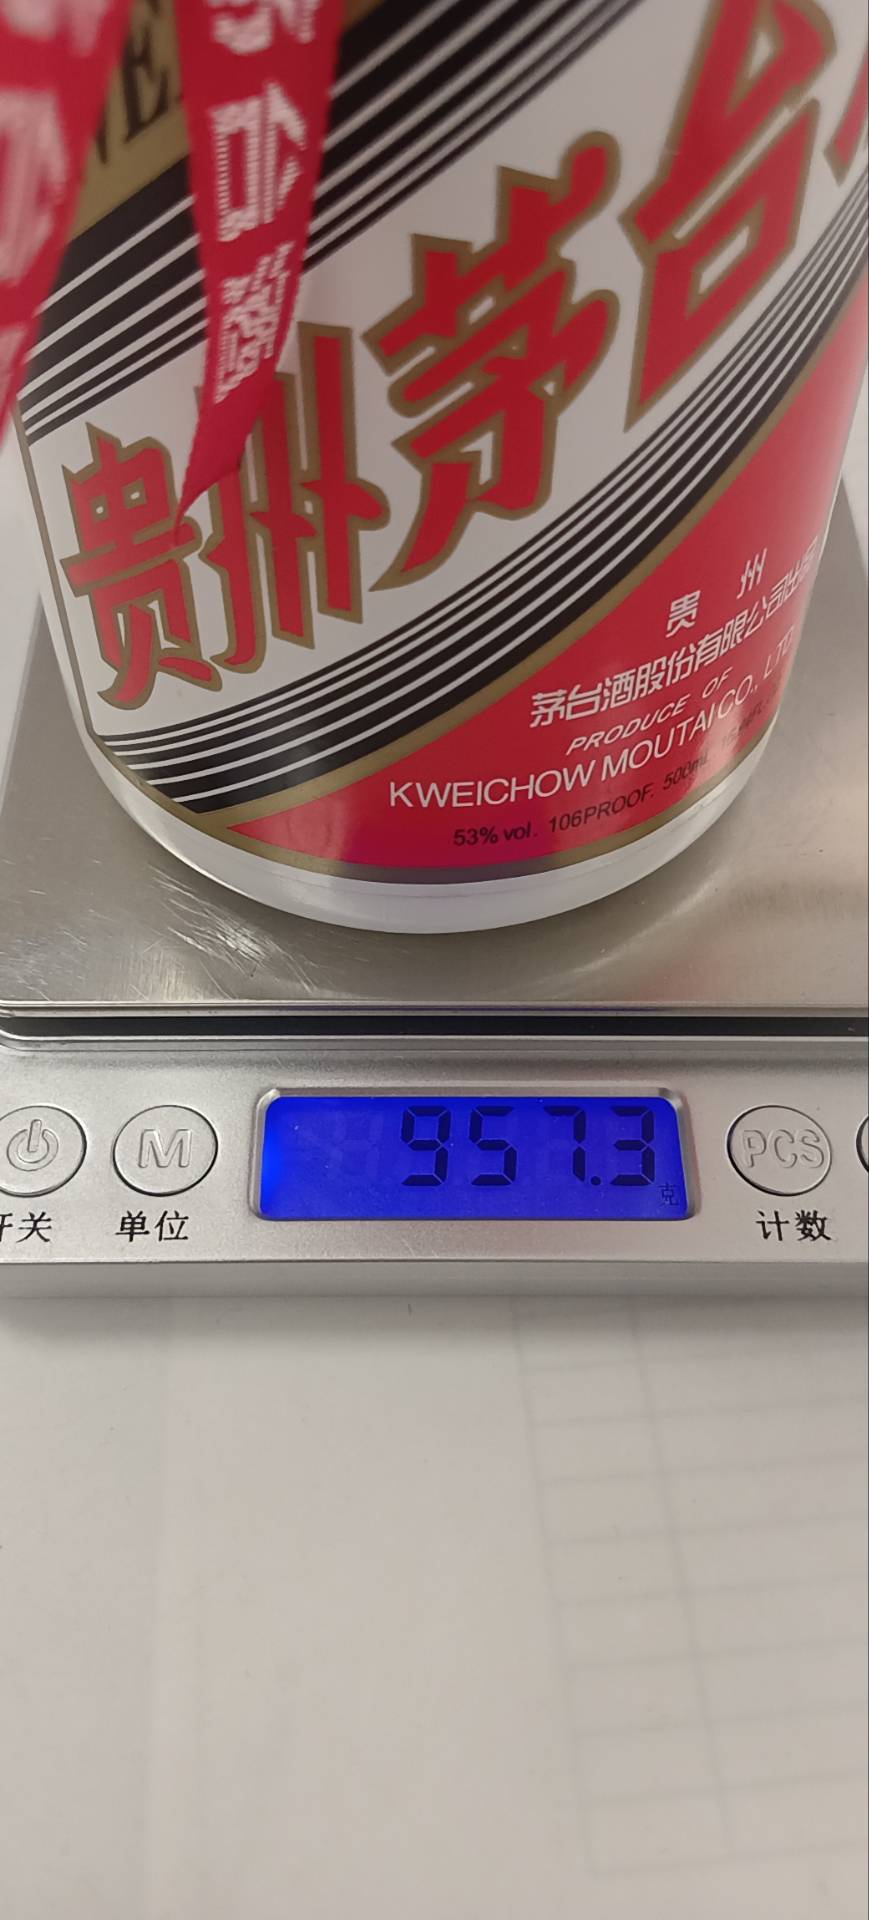 贵州茅台
贵州
茅台酒股份有限公司出品
PRODUCE OF
KWEICHOW MOUTAI CO., LTD.
53% vol. 106PROOF. 500mL
957.3
克
M
PCS
开关
单位
计数